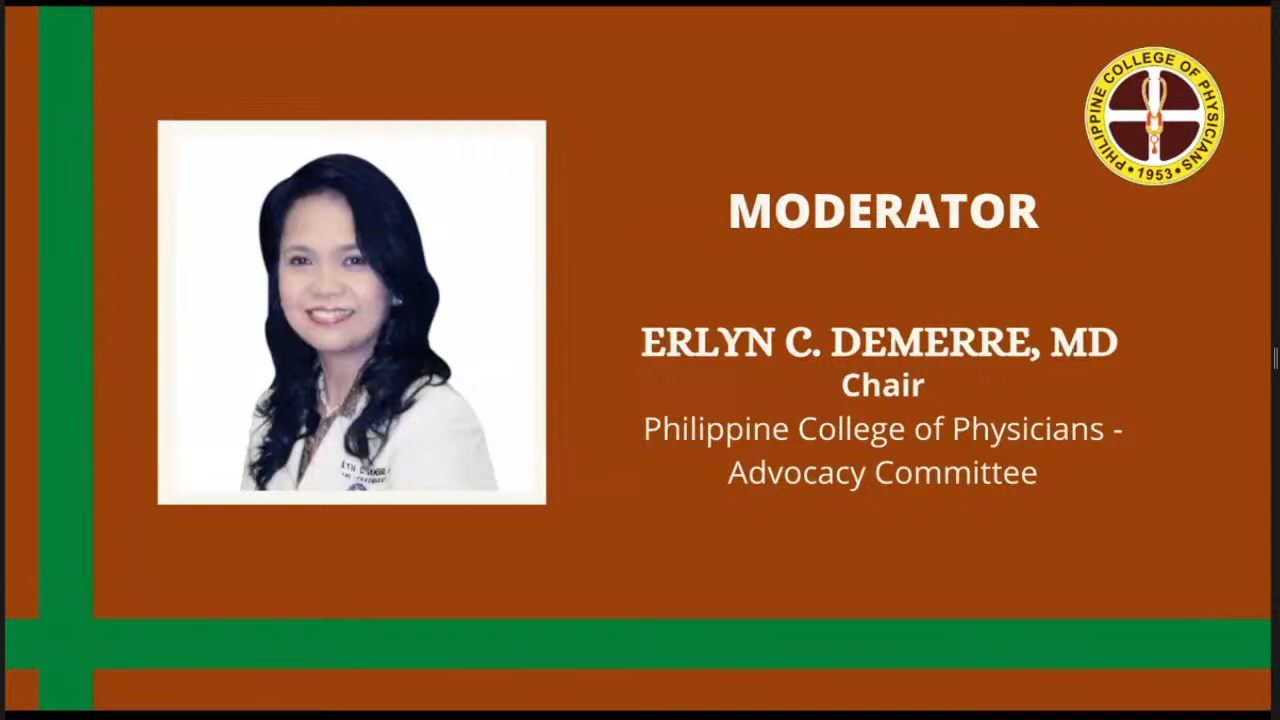 PHILIPPINE COLLEGE OF PHYSICIANS
• 1953 •
MODERATOR
ERLYN C. DEMERRE, MD
Chair
Philippine College of Physicians -
Advocacy Committee